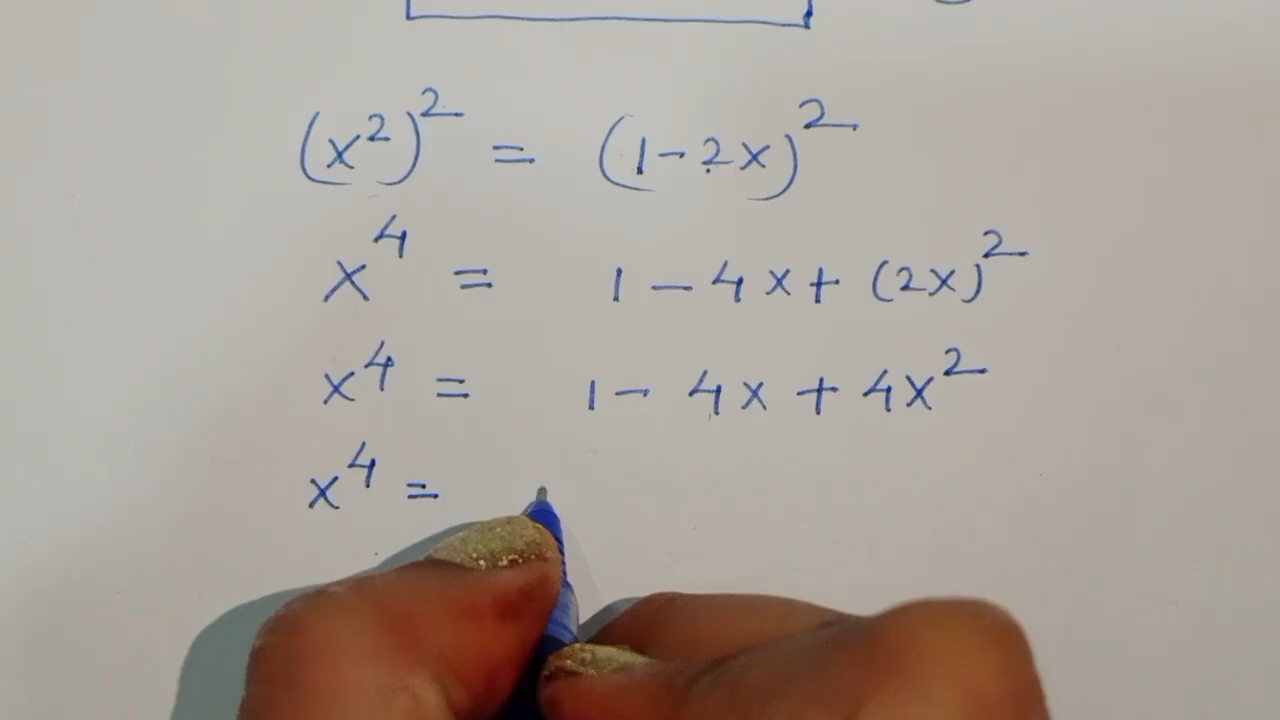 (x²)² = (1-2x)²
x⁴ = 1 - 4x + (2x)²
x⁴ = 1 - 4x + 4x²
x⁴ =